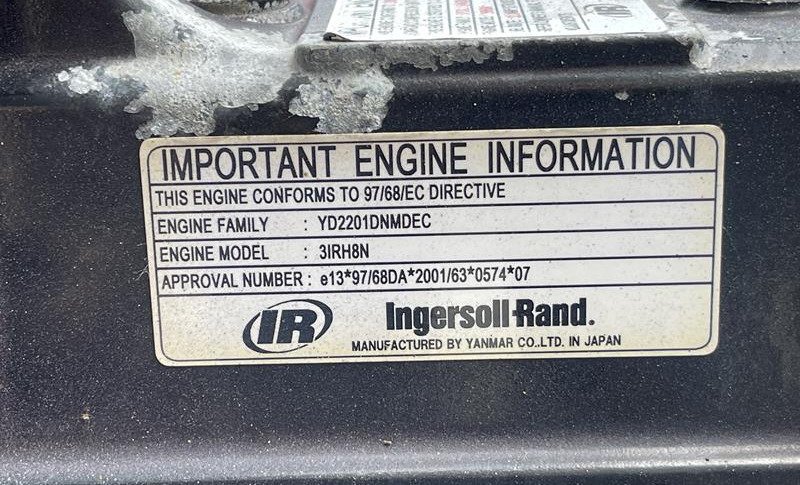 IMPORTANT ENGINE INFORMATION
THIS ENGINE CONFORMS TO 97/68/EC DIRECTIVE
ENGINE FAMILY : YD2201DNMDEC
ENGINE MODEL : 3IRH8N
APPROVAL NUMBER : e13*97/68DA*2001/63*0574*07
IR Ingersoll-Rand.
MANUFACTURED BY YANMAR CO.,LTD. IN JAPAN